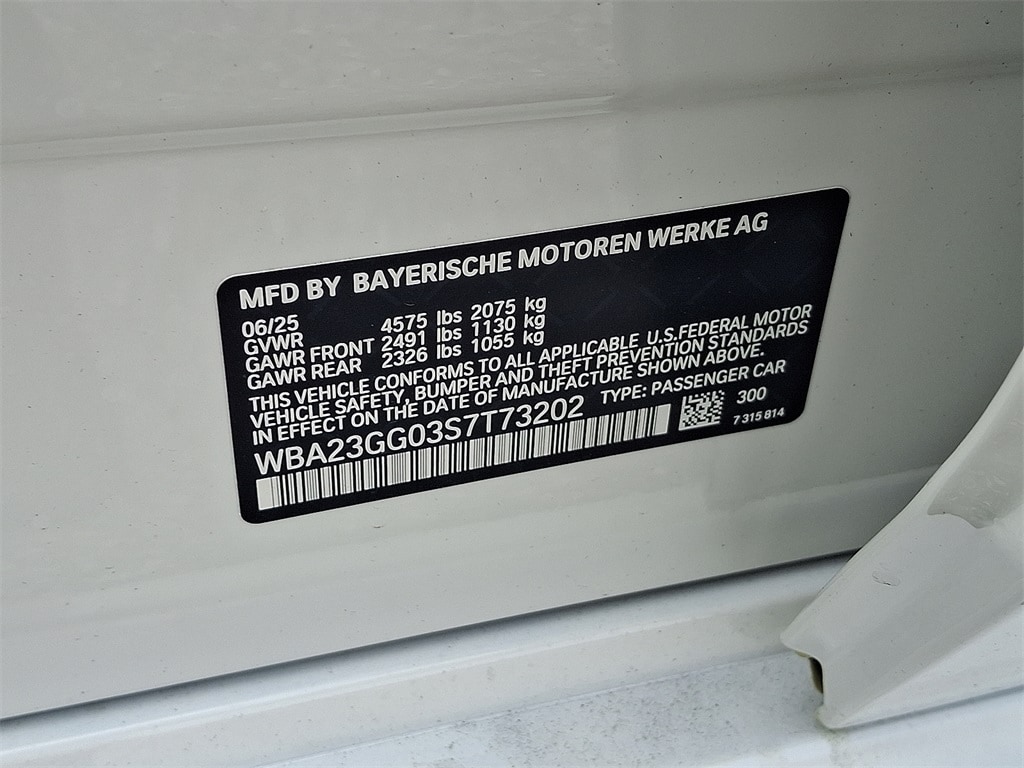 MFD BY BAYERISCHE MOTOREN WERKE AG
06/25
GVWR 4575 lbs 2075 kg
GAWR FRONT 2491 lbs 1130 kg
GAWR REAR 2326 lbs 1055 kg
THIS VEHICLE CONFORMS TO ALL APPLICABLE U.S.FEDERAL MOTOR
VEHICLE SAFETY, BUMPER AND THEFT PREVENTION STANDARDS
IN EFFECT ON THE DATE OF MANUFACTURE SHOWN ABOVE.
WBA23GG03S7T73202 TYPE: PASSENGER CAR
300
7 315 814